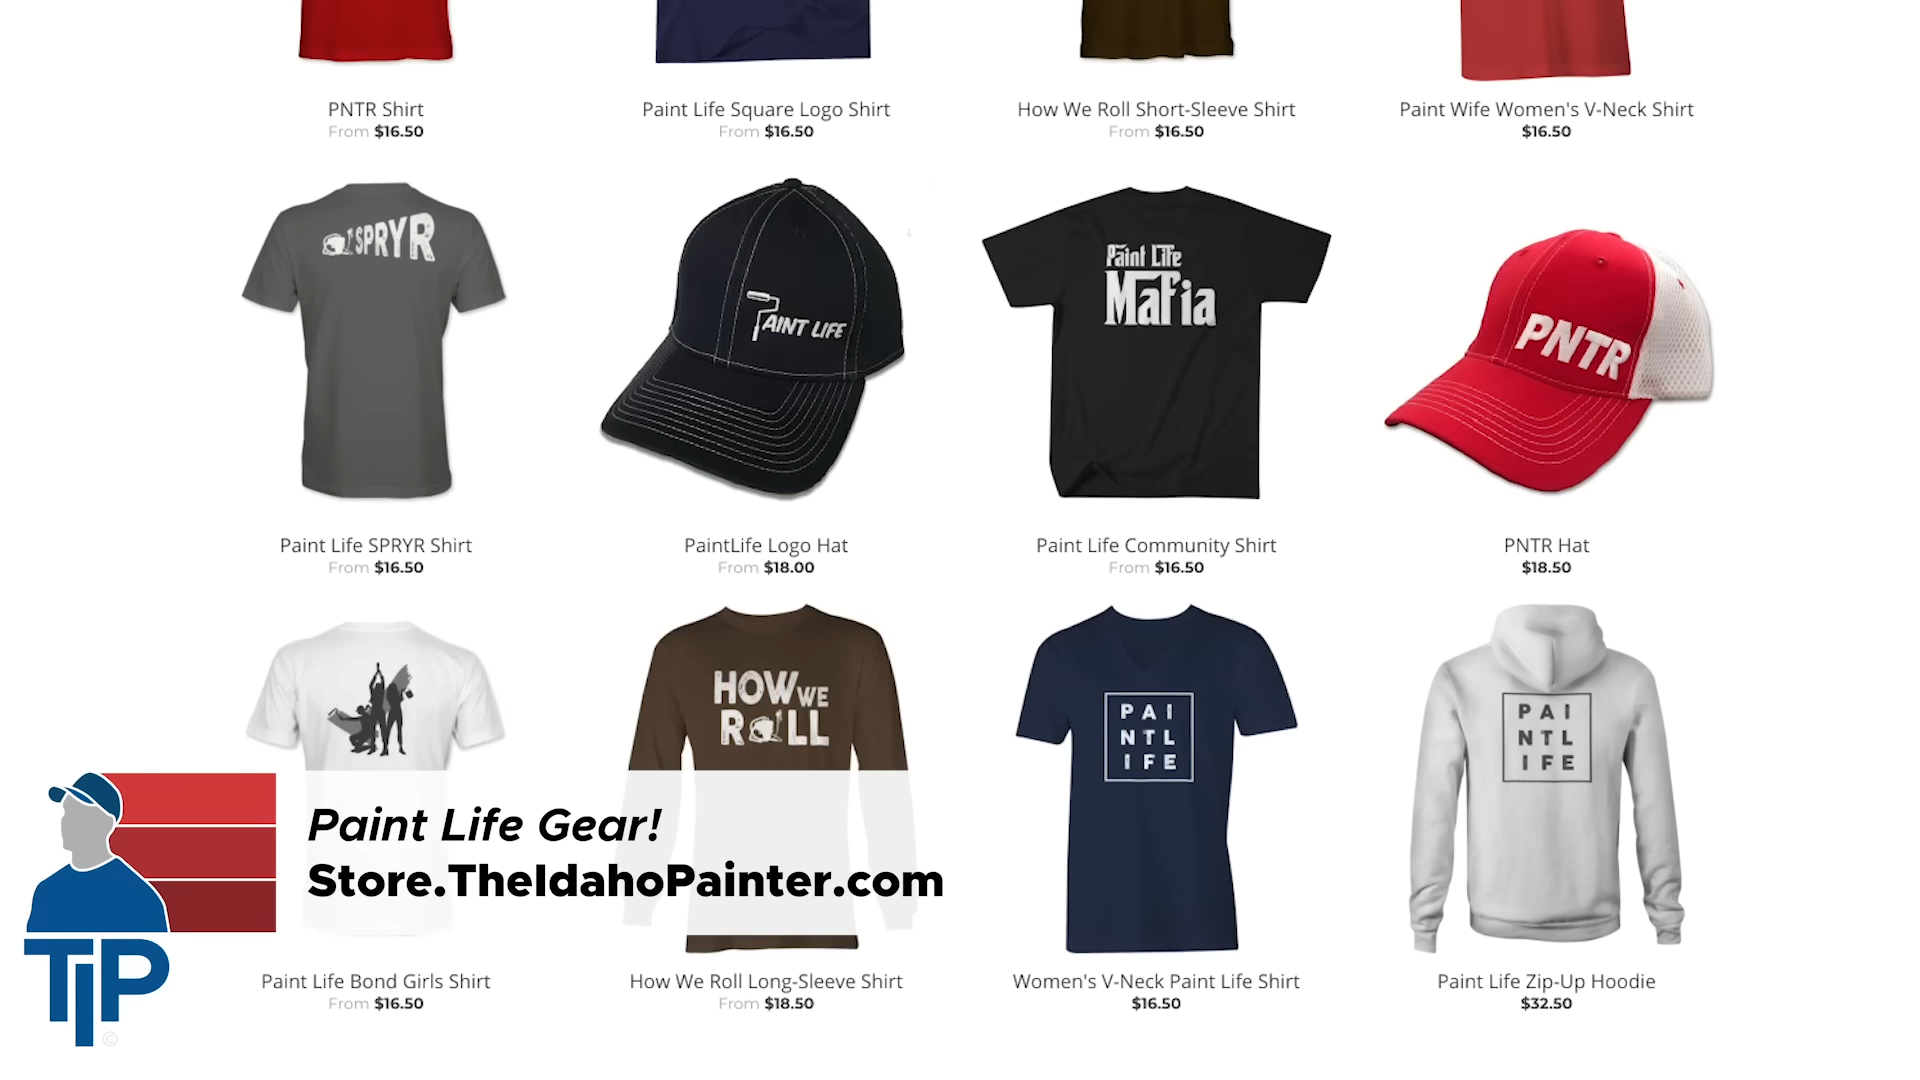 PNTR Shirt
From $16.50
Paint Life Square Logo Shirt
From $16.50
How We Roll Short-Sleeve Shirt
From $16.50
Paint Wife Women's V-Neck Shirt
$16.50
SPRYR
PAINT LIFE
Paint Life
Mafia
PNTR
Paint Life SPRYR Shirt
From $16.50
PaintLife Logo Hat
From $18.00
Paint Life Community Shirt
From $16.50
PNTR Hat
$18.50
HOW WE
ROLL
PAI
NTL
IFE
PAI
NTL
IFE
Paint Life Gear!
Store.TheIdahoPainter.com
TIP
©
Paint Life Bond Girls Shirt
From $16.50
How We Roll Long-Sleeve Shirt
From $18.50
Women's V-Neck Paint Life Shirt
$16.50
Paint Life Zip-Up Hoodie
$32.50